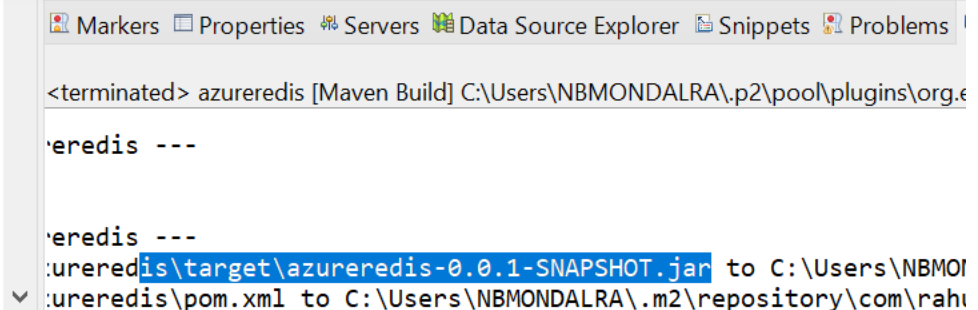 Markers Properties Servers Data Source Explorer Snippets Problems
<terminated> azureredis [Maven Build] C:\Users\NBMONDALRA\.p2\pool\plugins\org.e
eredis ---
eredis ---
zureredis\target\azureredis-0.0.1-SNAPSHOT.jar to C:\Users\NBMON
zureredis\pom.xml to C:\Users\NBMONDALRA\.m2\repository\com\rahu